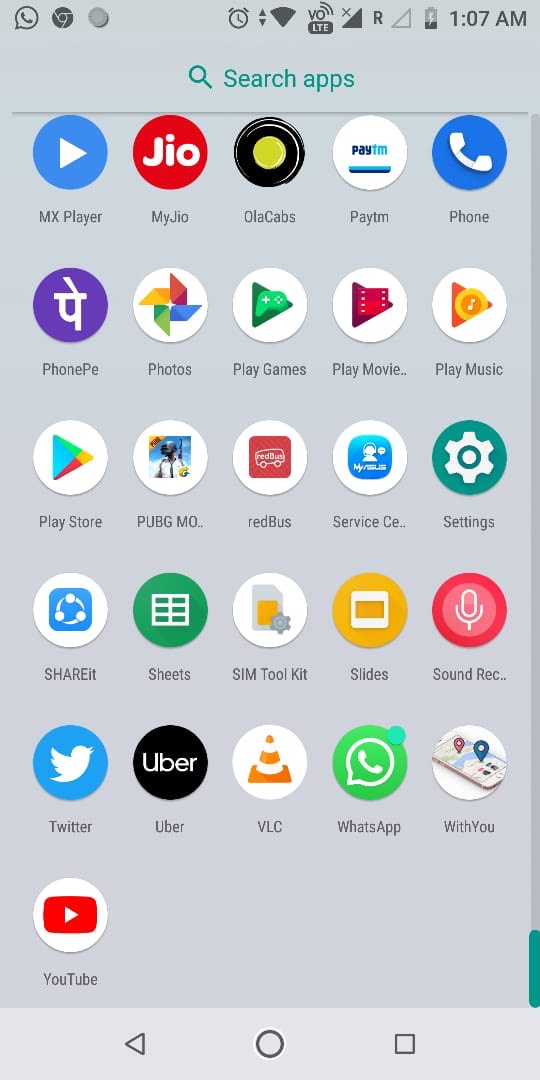 VO
LTE
R
1:07 AM
Search apps
Jio
paytm
MX Player
MyJio
OlaCabs
Paytm
Phone
पे
PhonePe
Photos
Play Games
Play Movie..
Play Music
PUBG
redBus
MyASUS
Play Store
PUBG MO..
redBus
Service Ce..
Settings
SHAREit
Sheets
SIM Tool Kit
Slides
Sound Rec..
Uber
Twitter
Uber
VLC
WhatsApp
WithYou
YouTube